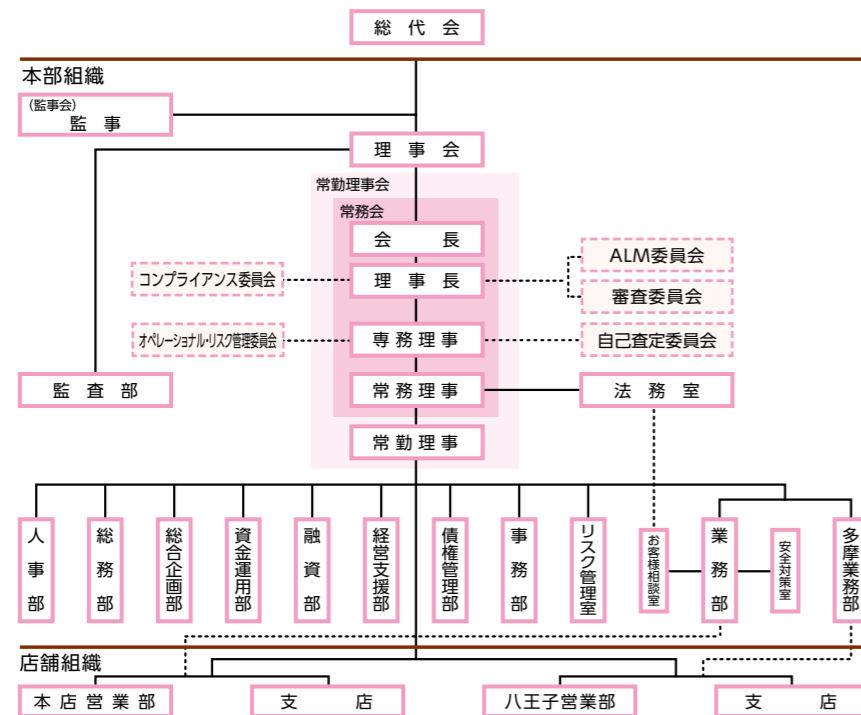 総代会
本部組織
(監事会)
監事
理事会
常勤理事会
常務会
会長
ALM委員会
コンプライアンス委員会
理事長
審査委員会
オペレーショナル・リスク管理委員会
専務理事
自己査定委員会
監査部
常務理事
法務室
常勤理事
人事部
総務部
総合企画部
資金運用部
融資部
経営支援部
債権管理部
事務部
リスク管理室
お客様相談室
業務部
安全対策室
多摩業務部
店舗組織
本店営業部
支店
八王子営業部
支店